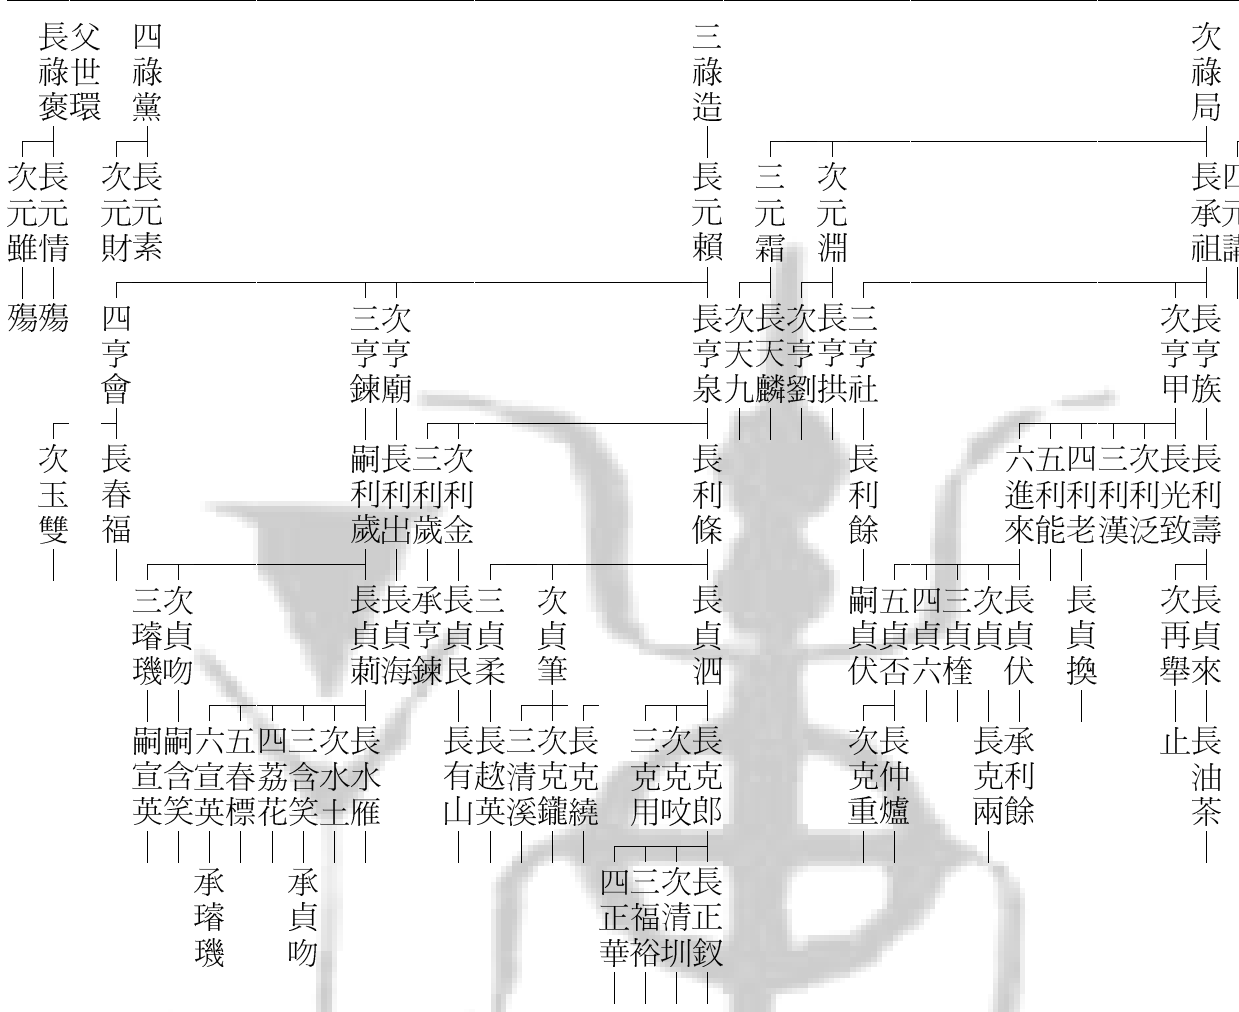 次祿局
三祿造
四祿黨
父世環
長祿褒
長承祖
次元淵
三元霜
長元賴
長元素
次元財
長元情
次元雖
長亨族
次亨甲
三亨社
長亨拱
次亨劉
長天麟
次天九
長亨泉
次亨廟
三亨鍊
四亨會
殤
殤
長利壽
長光致
次利泛
三利漢
四利老
五利能
六進來
長利餘
長利條
次利金
三利歲
長利出
嗣利歲
長春福
次玉雙
長貞來
次再舉
長貞換
長貞伏
次貞
三貞桎
四貞六
五貞否
嗣貞伏
長貞泗
次貞筆
三貞柔
長貞艮
承亨鍊
長貞海
長貞莿
次貞吻
三璿璣
長油茶
止
承利餘
長克兩
長仲爐
次克重
長克郎
次克旼
三克用
長克繞
次克鑨
三清溪
長趑英
長有山
長水雁
次水土
三含笑
四荔花
五春標
六宣英
嗣含笑
嗣宣英
長正釵
次清圳
三福裕
四正華
承貞吻
承璿璣